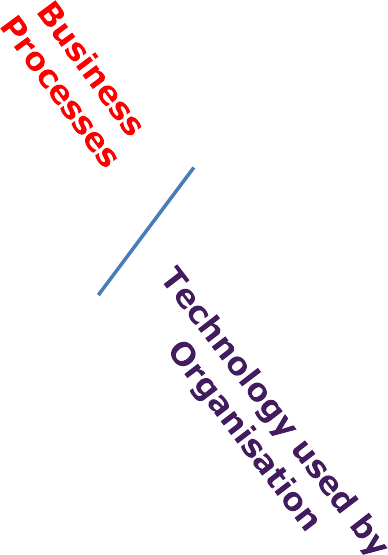 Business
Processes
Technology used by
Organisation